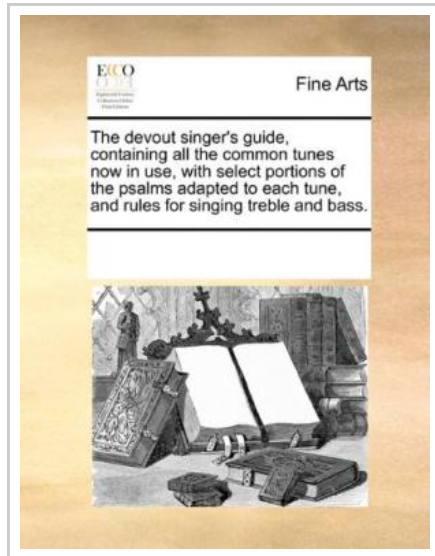 ECCO
Fine Arts
The devout singer's guide,
containing all the common tunes
now in use, with select portions of
the psalms adapted to each tune,
and rules for singing treble and bass.